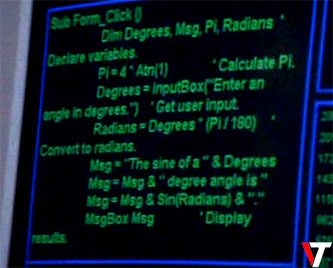 Sub Form_Click ()
Dim Degrees, Msg, Pi, Radians '
Declare variables.
Pi = 4 * Atn(1) ' Calculate Pi.
Degrees = InputBox("Enter an
angle in degrees.") ' Get user input.
Radians = Degrees * (Pi / 180) '
Convert to radians.
Msg = "The sine of a " & Degrees
Msg = Msg & " degree angle is "
Msg = Msg & Sin(Radians) & "."
MsgBox Msg ' Display
results.